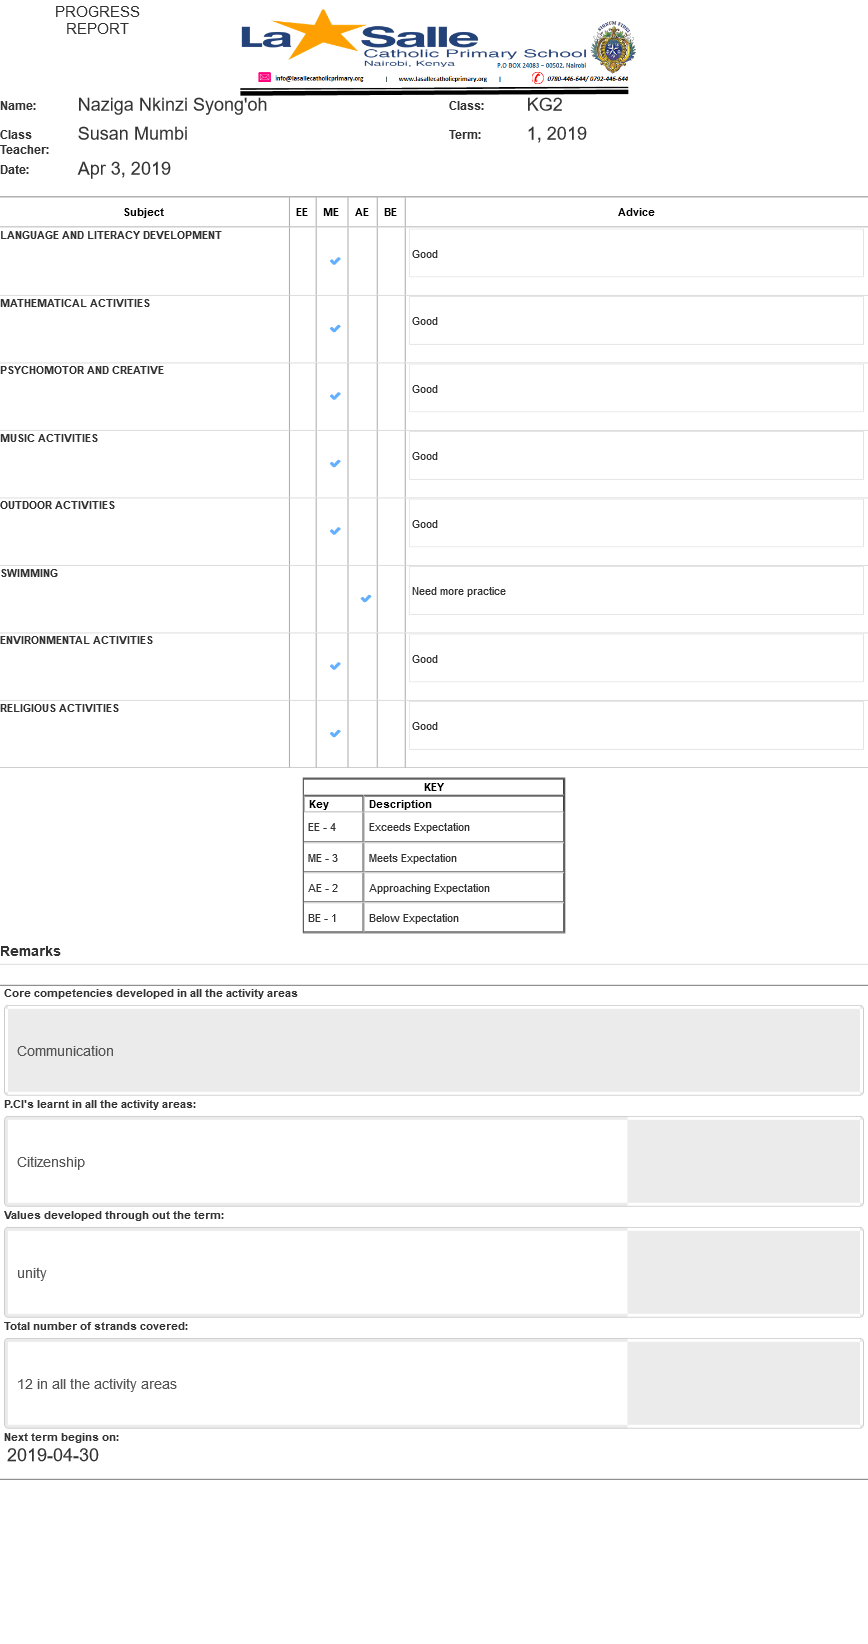 PROGRESS
REPORT
La Salle
Catholic Primary School
Nairobi, Kenya
P.O BOX 24083 – 00502, Nairobi
info@lasallecatholicprimary.org | www.lasallecatholicprimary.org | 0780-446-644/ 0792-446-644
Name: Naziga Nkinzi Syong'oh Class: KG2
Class Teacher: Susan Mumbi Term: 1, 2019
Date: Apr 3, 2019
Subject EE ME AE BE Advice
LANGUAGE AND LITERACY DEVELOPMENT
Good
MATHEMATICAL ACTIVITIES
Good
PSYCHOMOTOR AND CREATIVE
Good
MUSIC ACTIVITIES
Good
OUTDOOR ACTIVITIES
Good
SWIMMING
Need more practice
ENVIRONMENTAL ACTIVITIES
Good
RELIGIOUS ACTIVITIES
Good
KEY
Key Description
EE - 4 Exceeds Expectation
ME - 3 Meets Expectation
AE - 2 Approaching Expectation
BE - 1 Below Expectation
Remarks
Core competencies developed in all the activity areas
Communication
P.CI's learnt in all the activity areas:
Citizenship
Values developed through out the term:
unity
Total number of strands covered:
12 in all the activity areas
Next term begins on:
2019-04-30